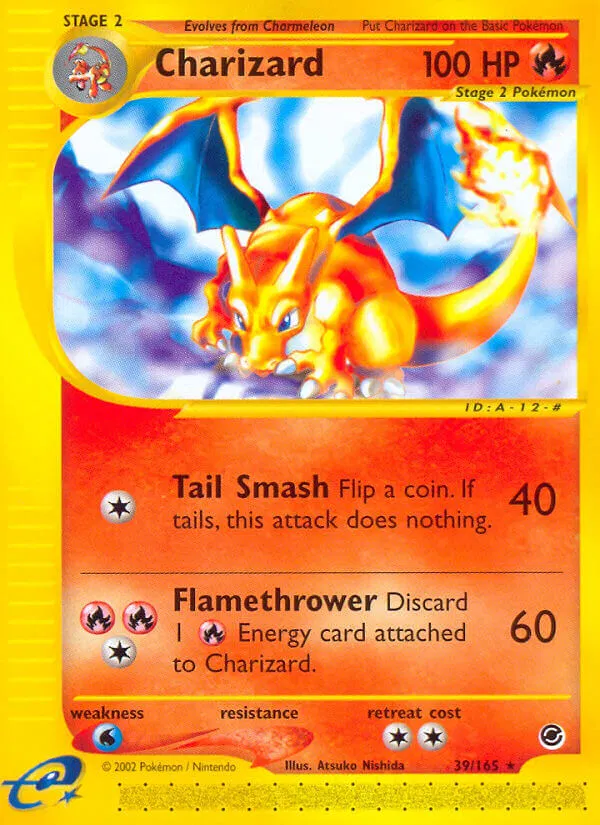 STAGE 2
Evolves from Charmeleon
Put Charizard on the Basic Pokémon
Charizard
100 HP
Stage 2 Pokémon
ID:A-12-#
Tail Smash Flip a coin. If
tails, this attack does nothing.
40
Flamethrower Discard
1 Energy card attached
to Charizard.
60
weakness
resistance
retreat cost
© 2002 Pokémon / Nintendo
Illus. Atsuko Nishida
39/165 ★
e